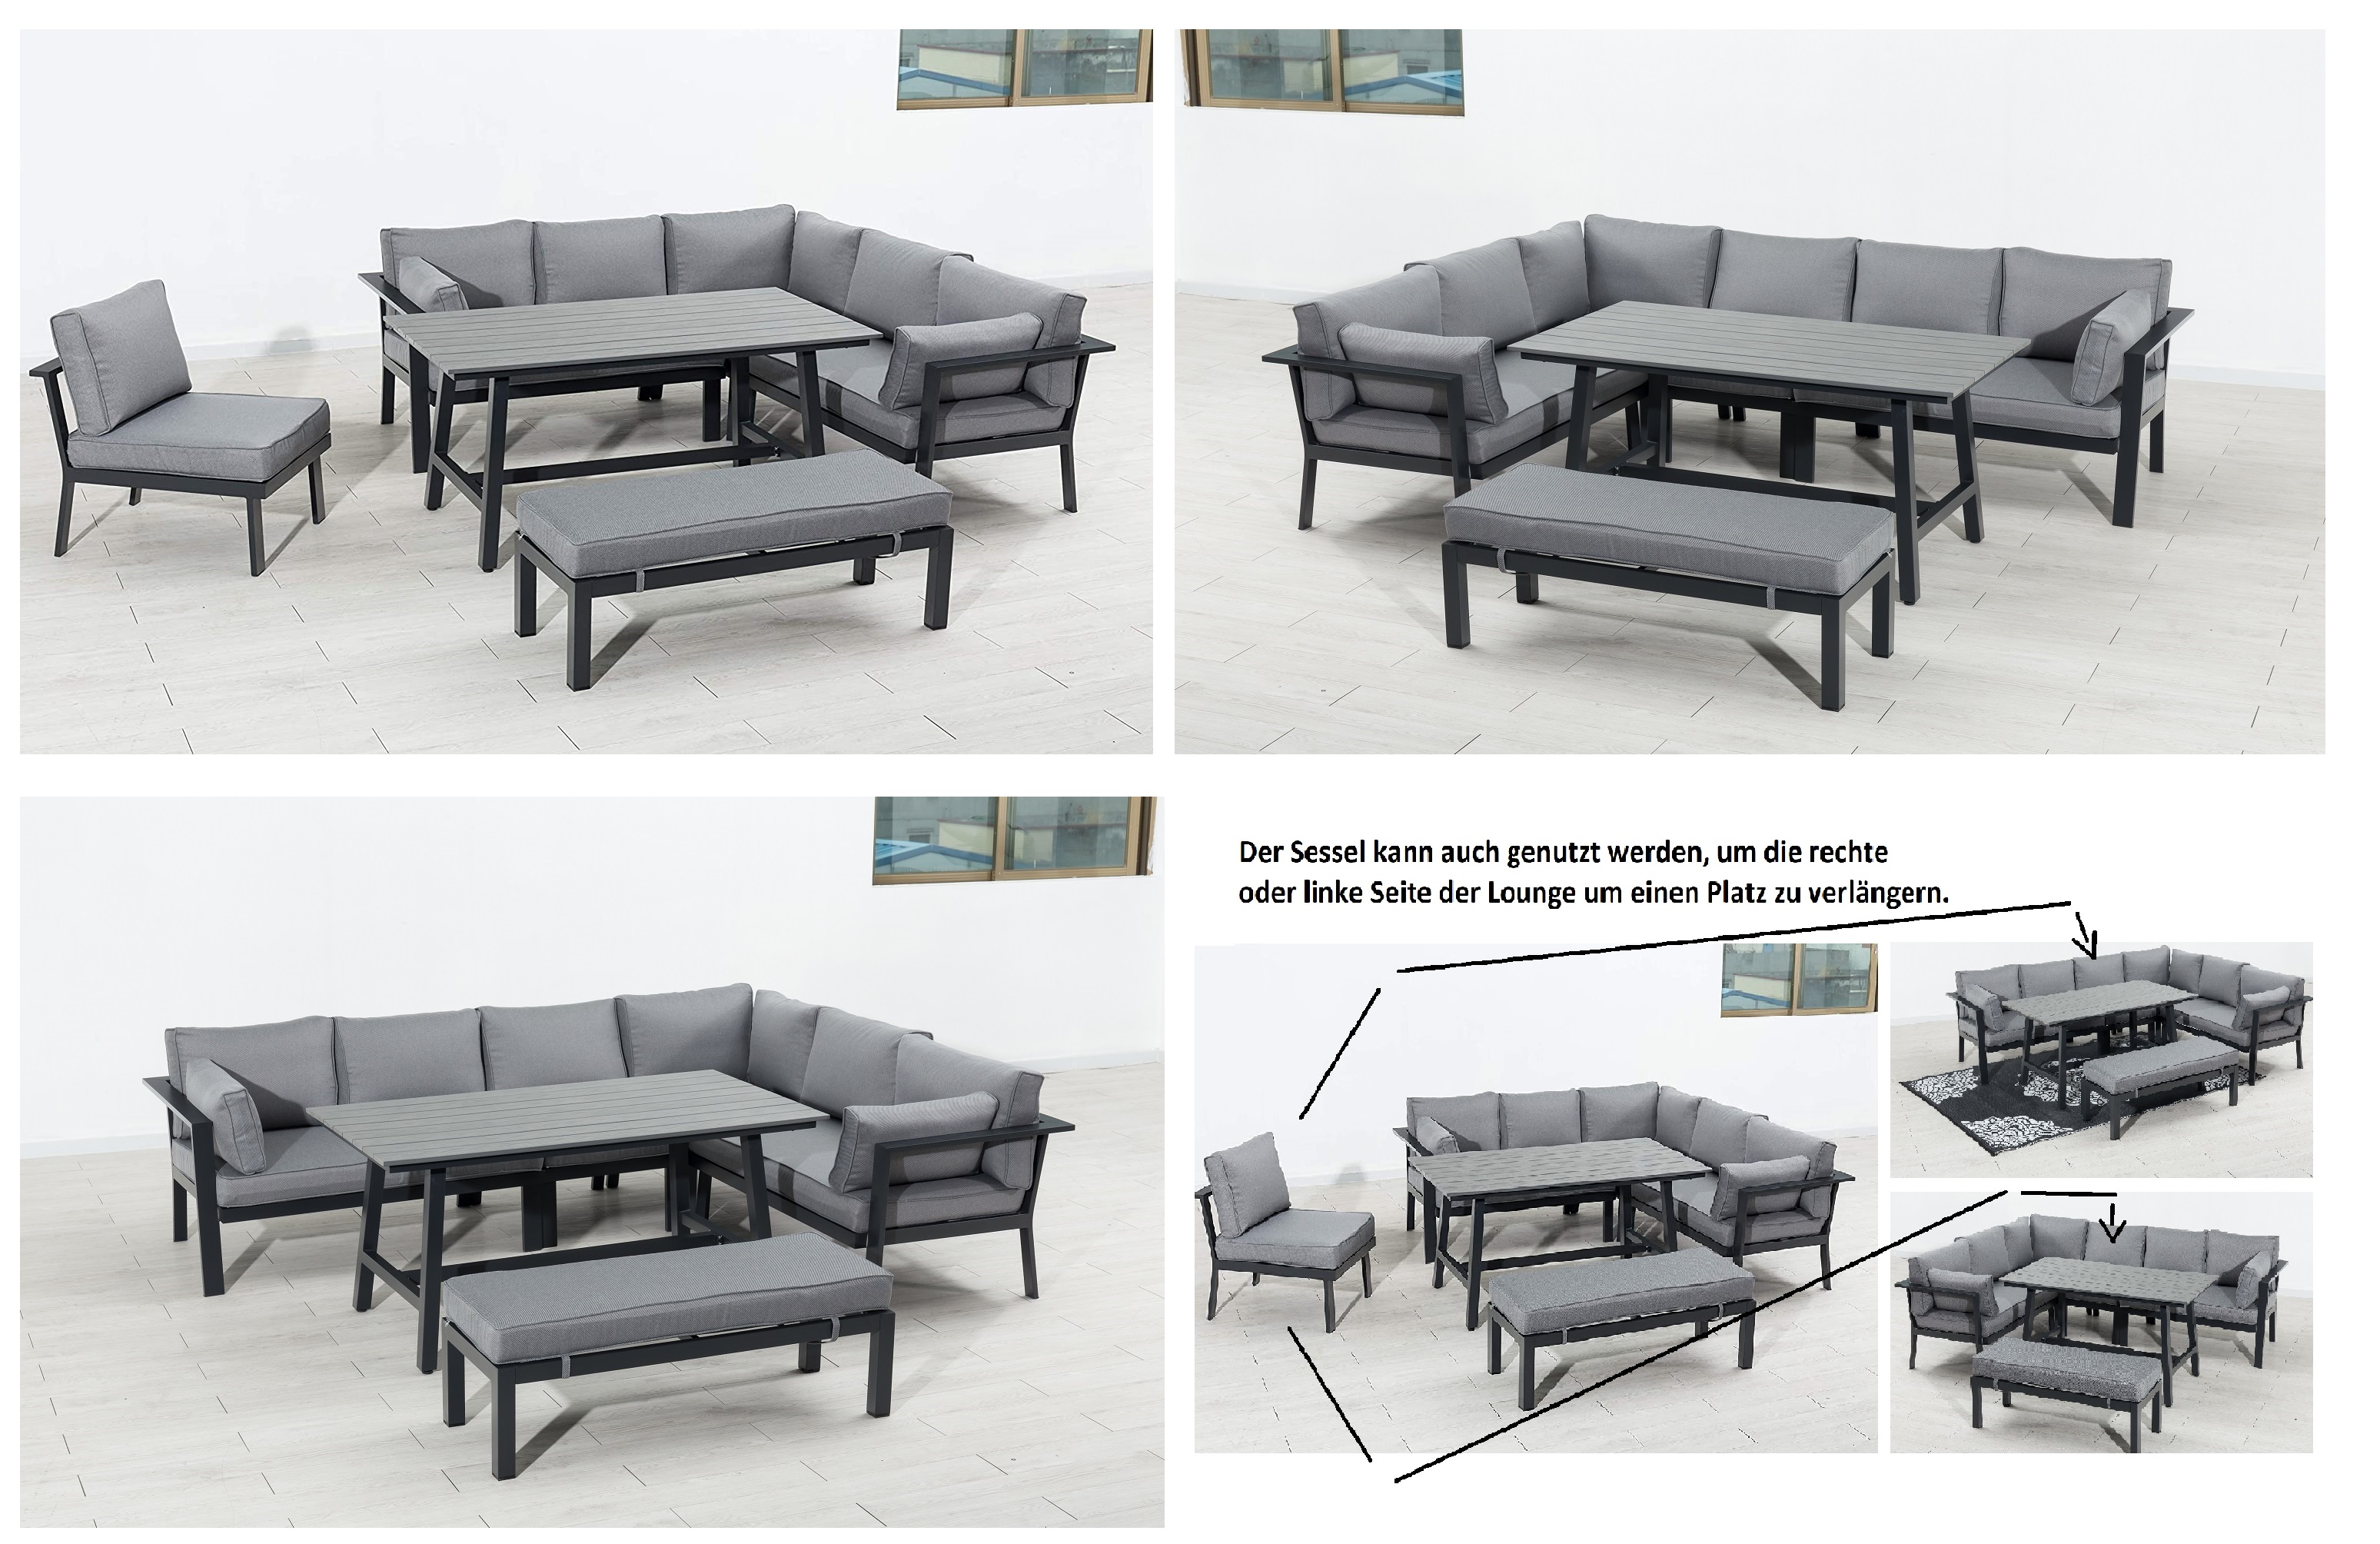 Der Sessel kann auch genutzt werden, um die rechte
oder linke Seite der Lounge um einen Platz zu verlängern.